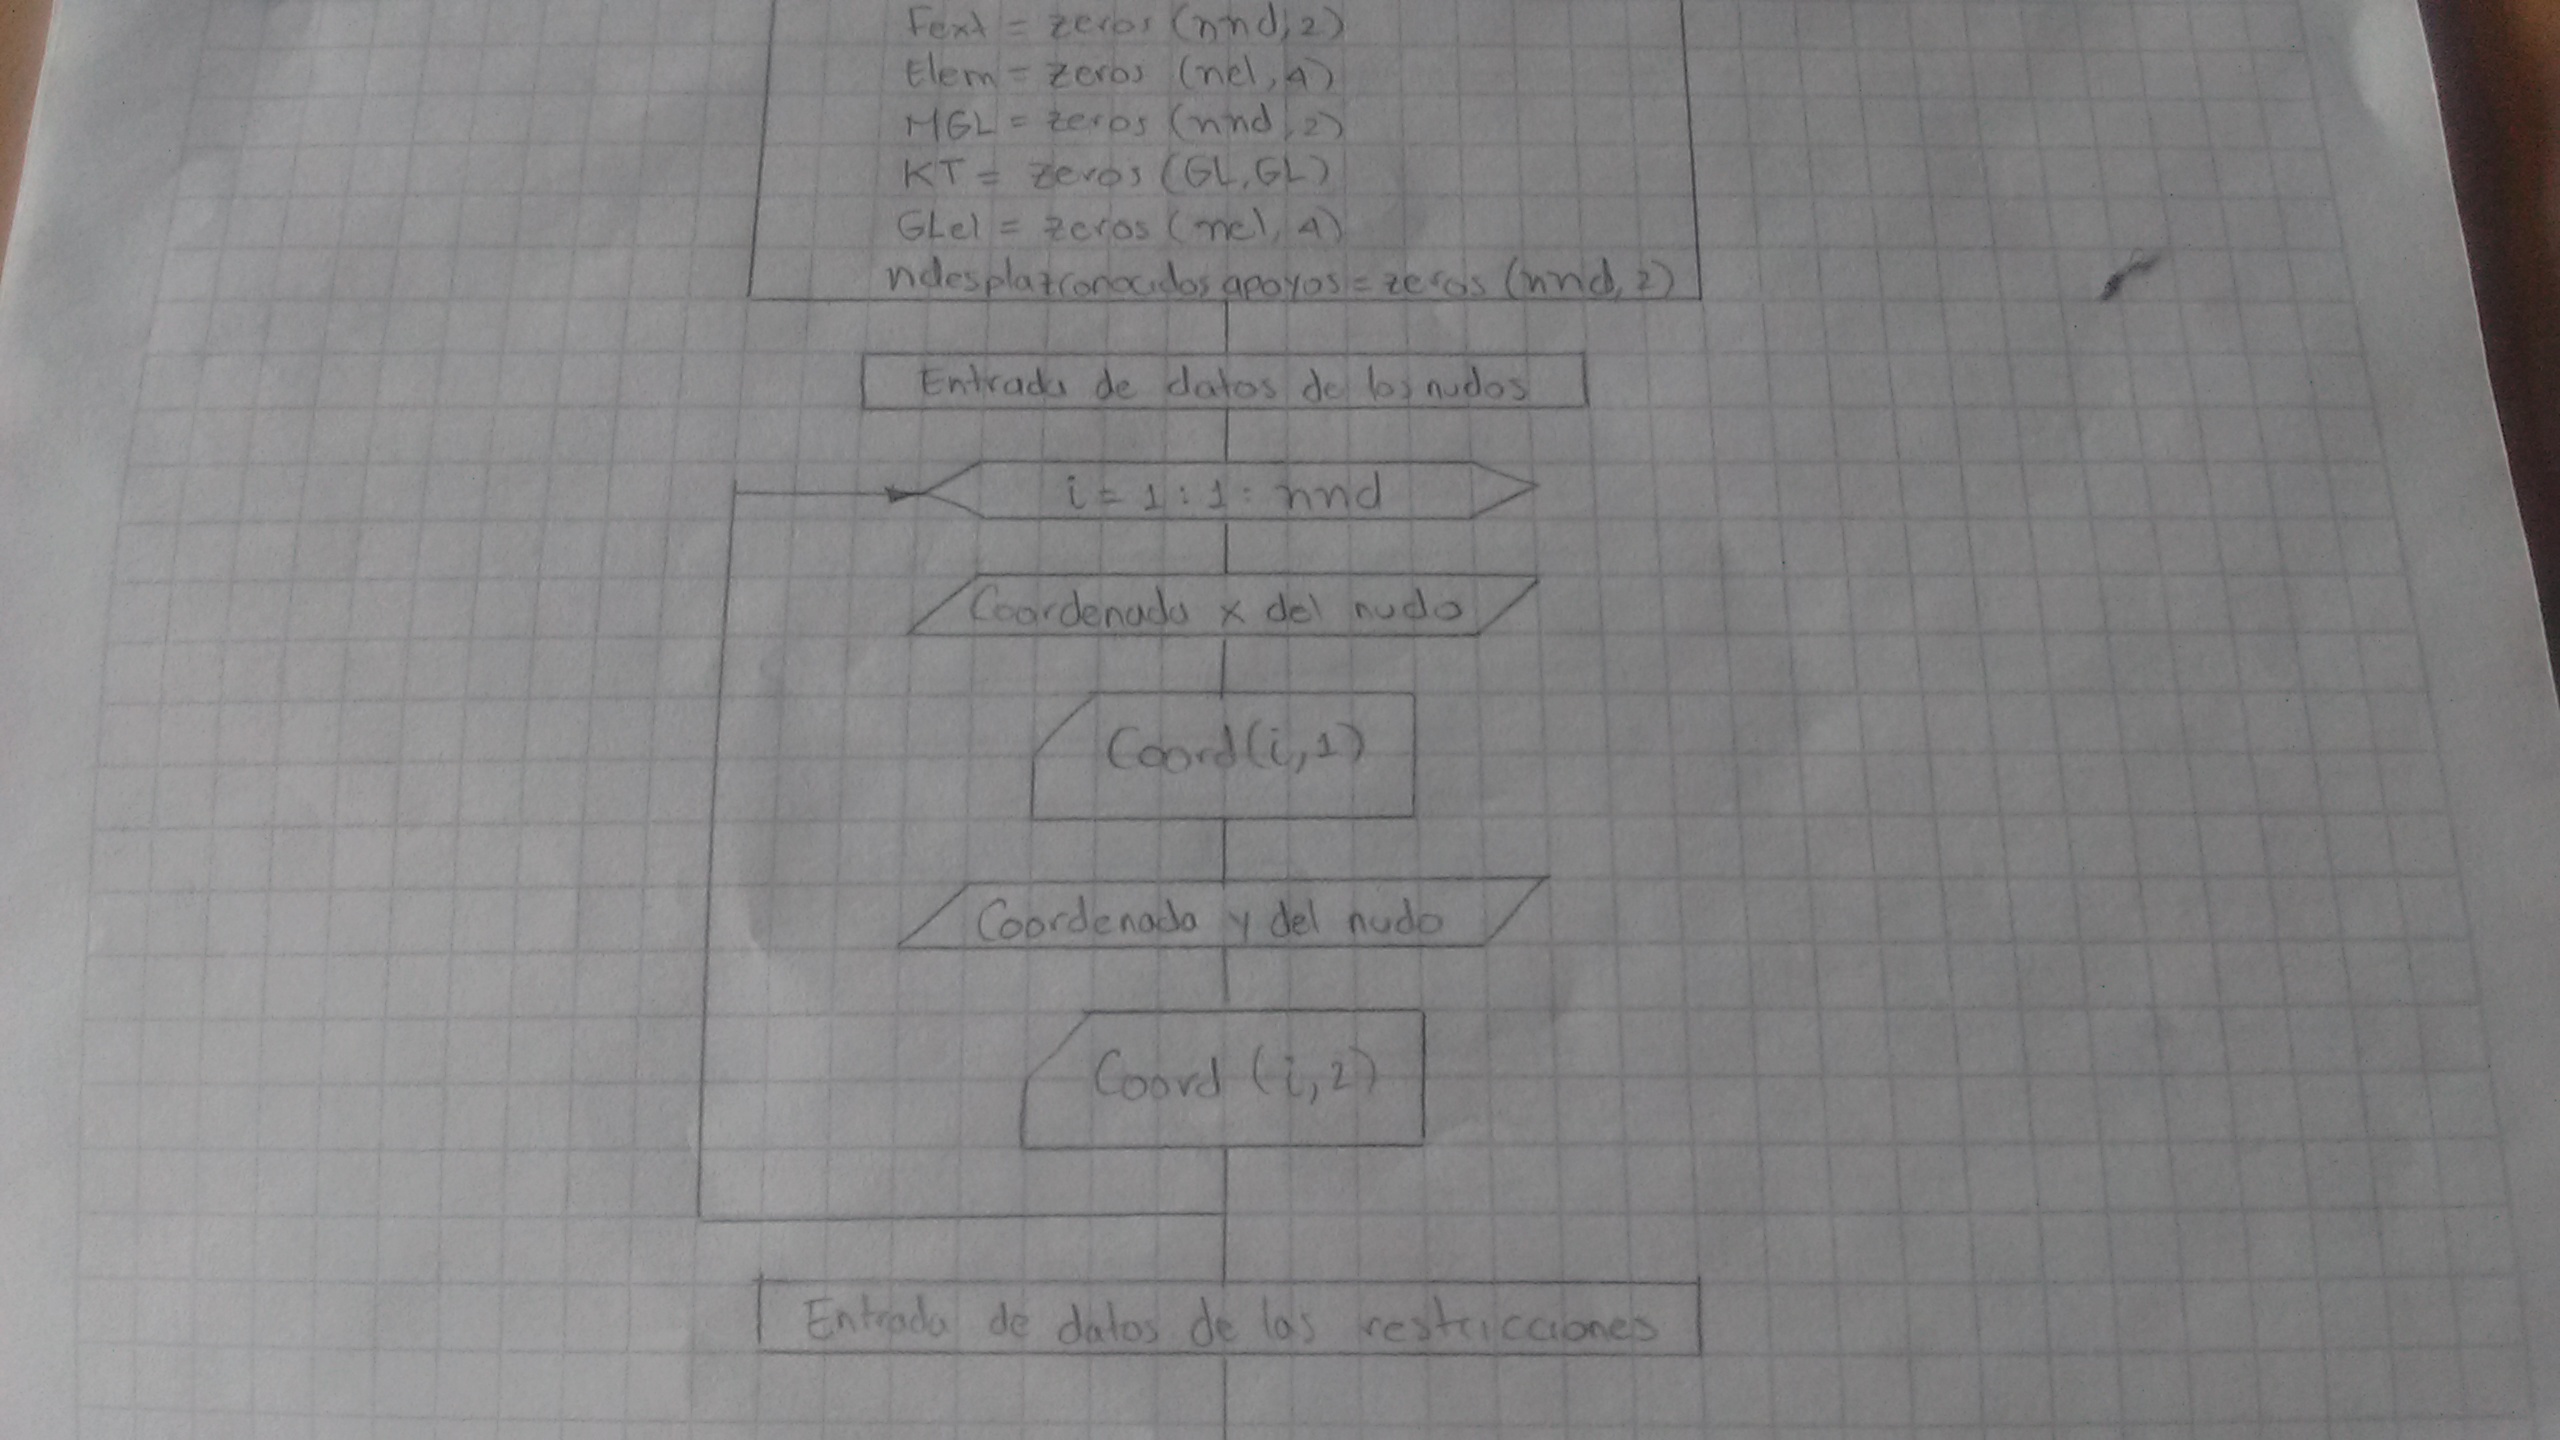 Fext = zeros (nnd, 2)
Elem = zeros (nel, 4)
MGL = zeros (nnd, 2)
KT = zeros (GL, GL)
GLel = zeros (nel, 4)
ndesplazconocidosapoyos = zeros (nnd, 2)
Entrada de datos de los nudos
i = 1 : 1 : nnd
Coordenada x del nudo
Coord(i,1)
Coordenada y del nudo
Coord (i,2)
Entrada de datos de las restricciones